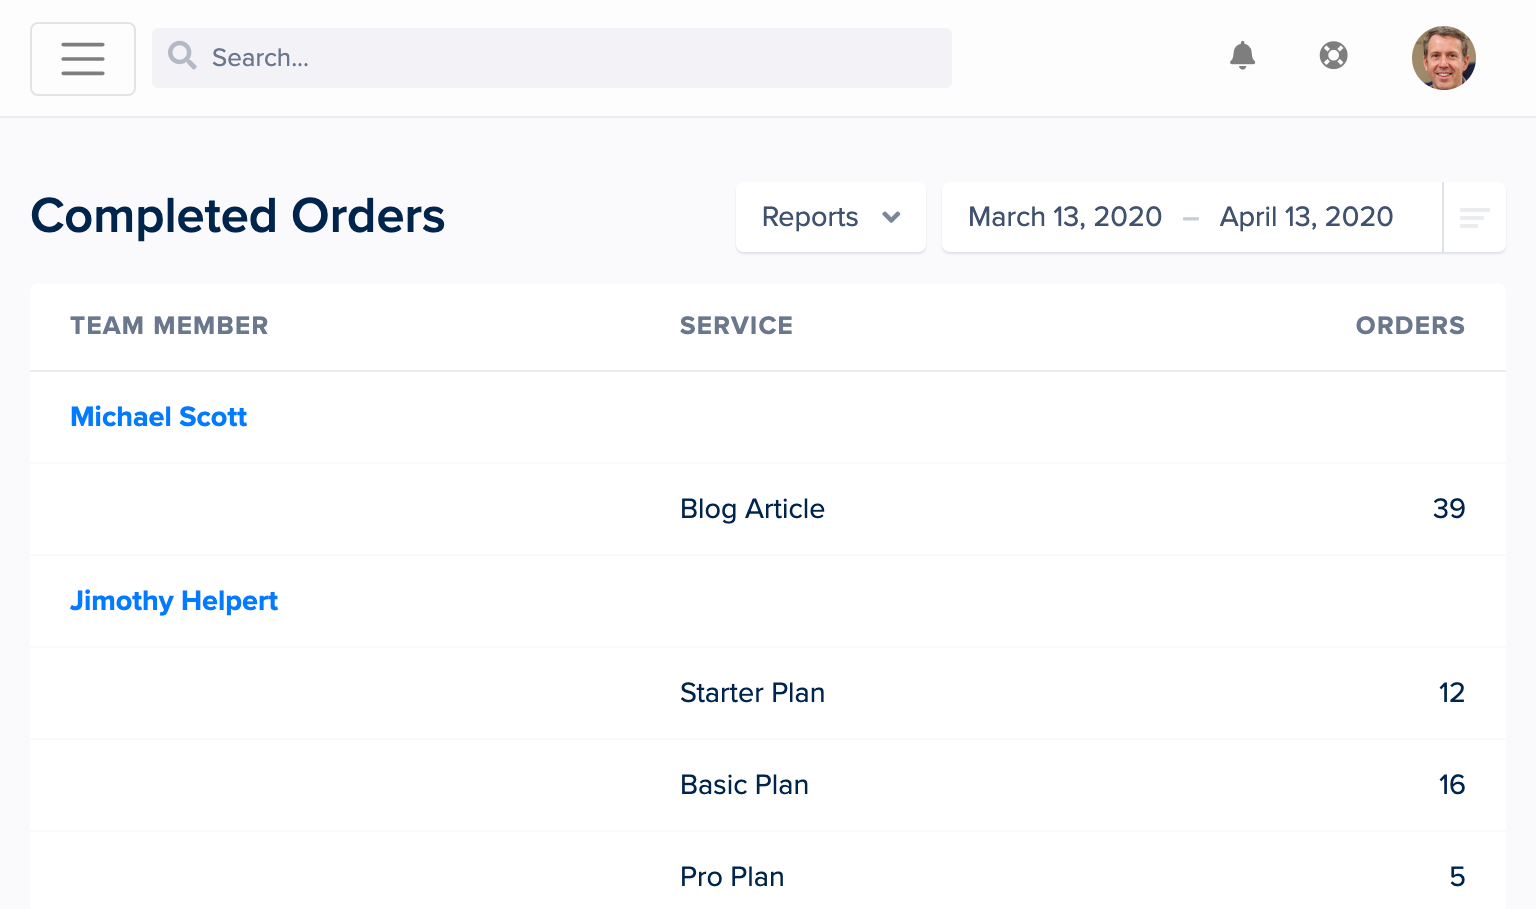 Search...
Completed Orders
Reports
March 13, 2020 – April 13, 2020
TEAM MEMBER SERVICE ORDERS
Michael Scott
Blog Article 39
Jimothy Helpert
Starter Plan 12
Basic Plan 16
Pro Plan 5